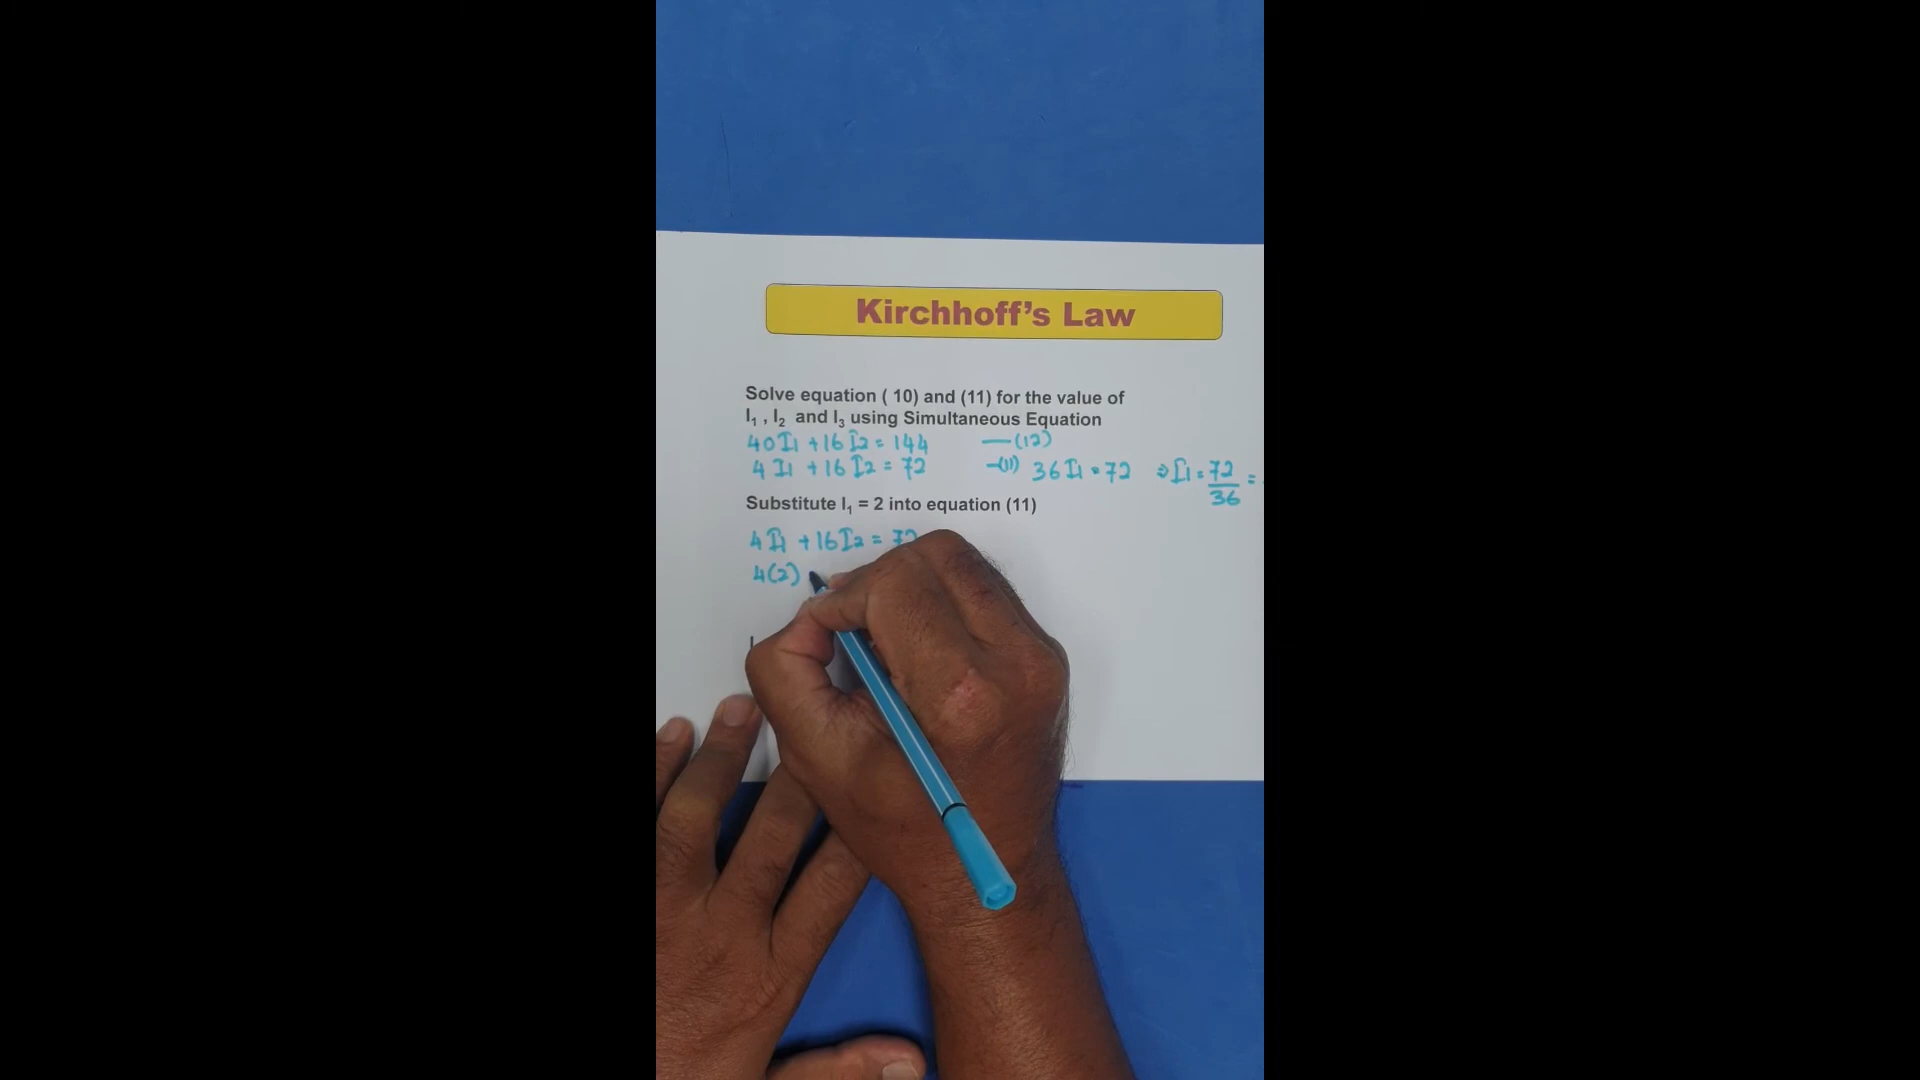 Kirchhoff's Law
Solve equation ( 10) and (11) for the value of
I₁ , I₂ and I₃ using Simultaneous Equation
40I₁ + 16I₂ = 144 —(12)
4I₁ + 16I₂ = 72 —(11) 36I₁ = 72 ⇒ I₁ = 72/36 =
Substitute I₁ = 2 into equation (11)
4I₁ + 16I₂ = 72
4(2)